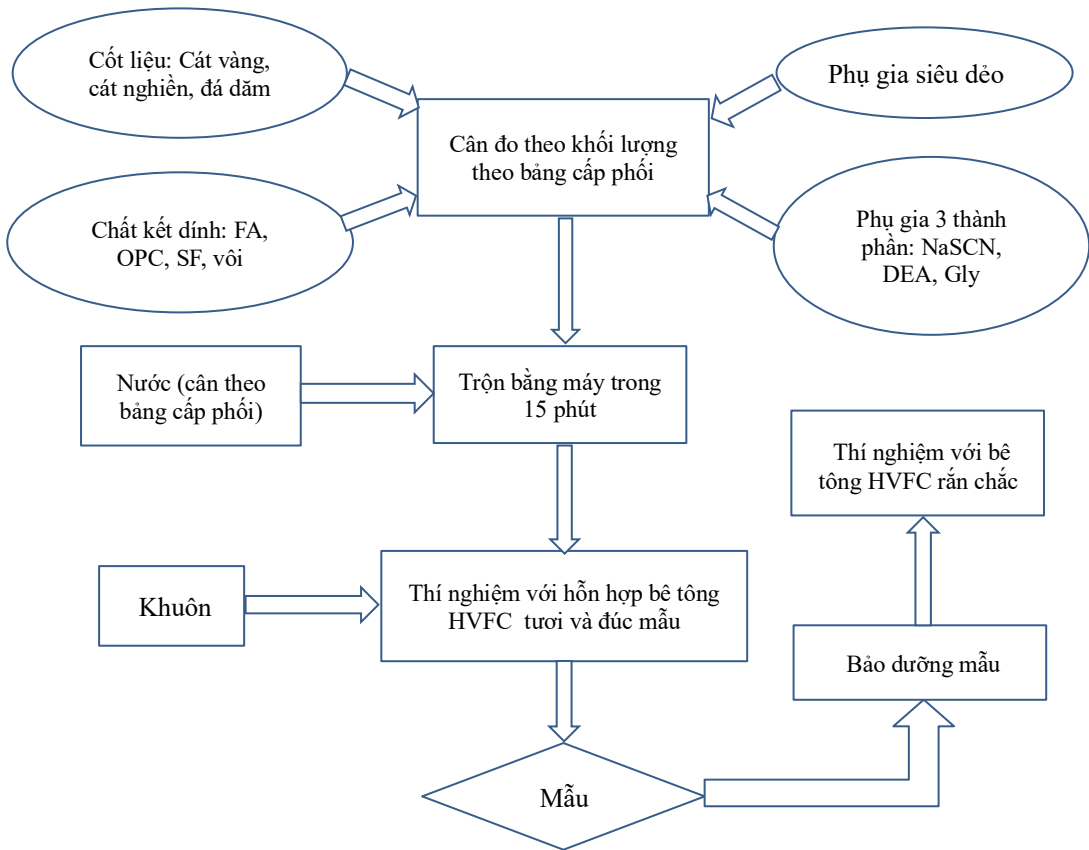 Cốt liệu: Cát vàng,
cát nghiền, đá dăm
Phụ gia siêu dẻo
Cân đo theo khối lượng
theo bảng cấp phối
Chất kết dính: FA,
OPC, SF, vôi
Phụ gia 3 thành
phần: NaSCN,
DEA, Gly
Nước (cân theo
bảng cấp phối)
Trộn bằng máy trong
15 phút
Thí nghiệm với bê
tông HVFC rắn chắc
Khuôn
Thí nghiệm với hỗn hợp bê tông
HVFC tươi và đúc mẫu
Bảo dưỡng mẫu
Mẫu